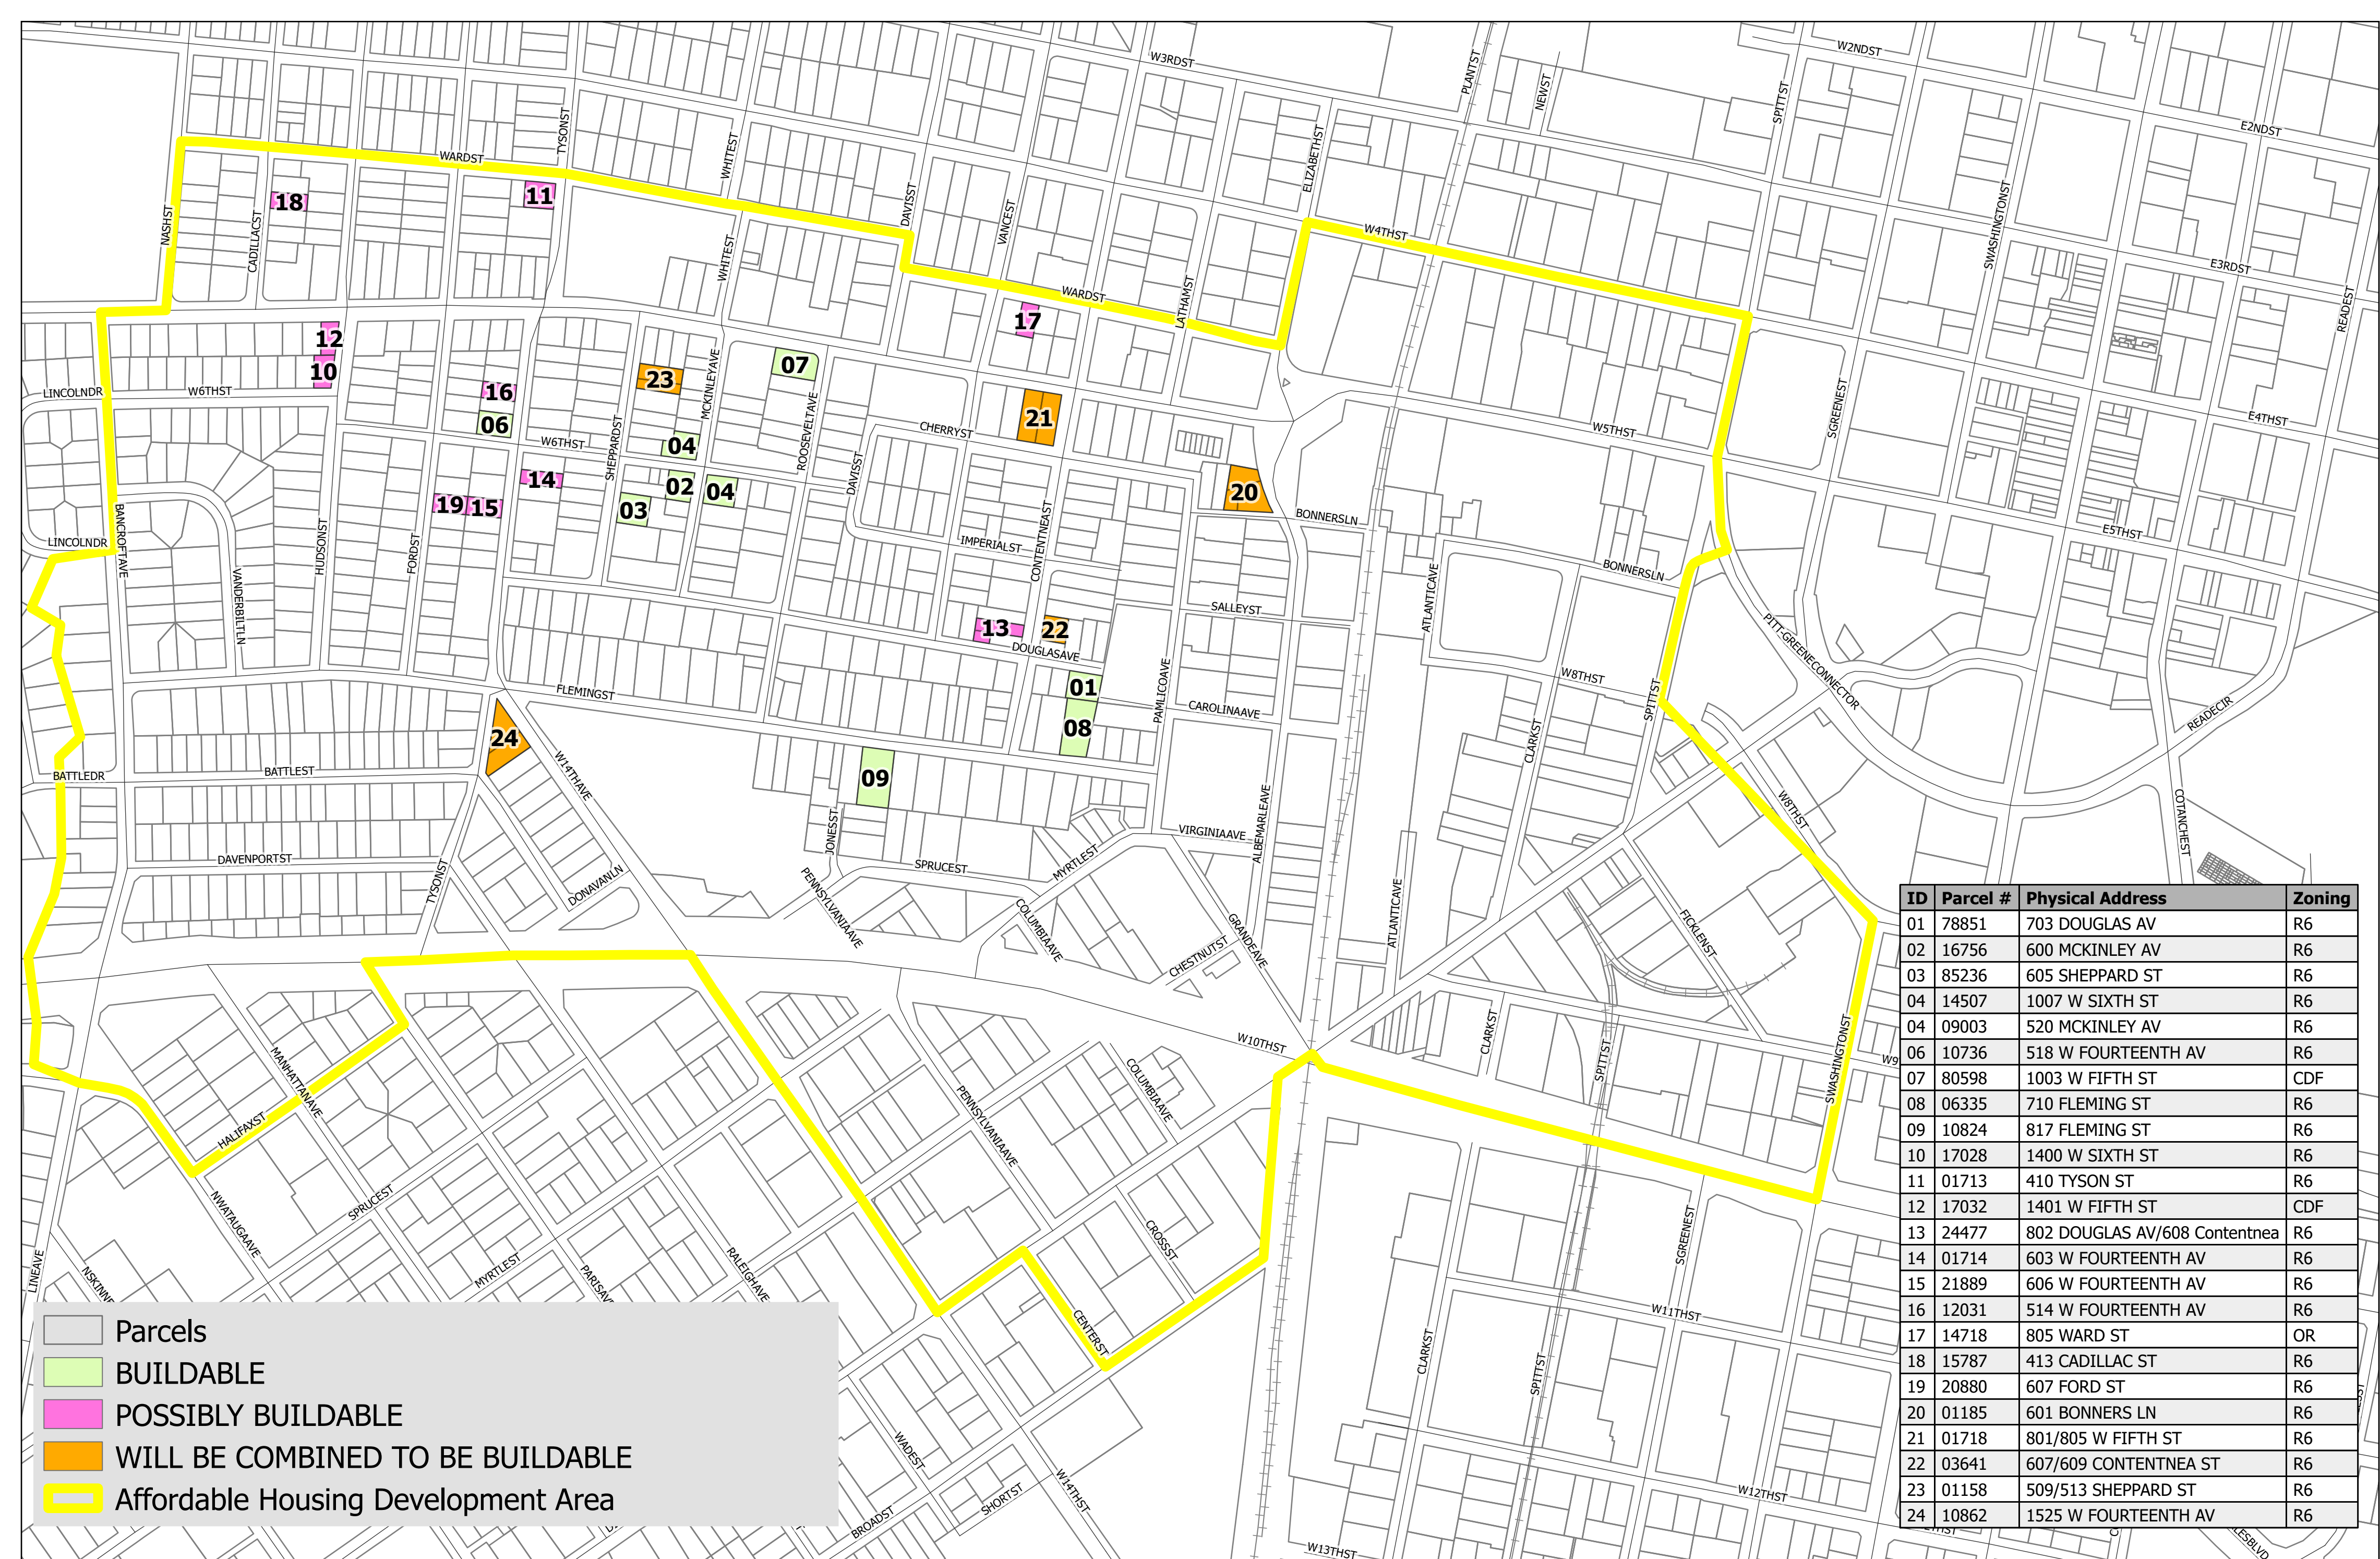 W3RDST
PLANTST
NEWST
SPITTST
W2NDST
E2NDST
TYSONST
WHITEST
ELIZABETHST
WARDST
DAVISST
VANCEST
SWASHINGTONST
NASHST
CADILLACST
18
11
W4THST
E3RDST
WHITEST
WARDST
LATHAMST
READEST
17
12
10
07
MCKINLEYAVE
23
LINCOLNDR
W6THST
16
06
21
SGREENEST
E4THST
ROOSEVELTAVE
CHERRYST
W5THST
SHEPPARDST
W6THST
04
DAVISST
14
02
04
20
19
15
03
BONNERSLN
E5THST
BANCROFTAVE
LINCOLNDR
HUDSONST
FORDST
IMPERIALST
CONTENTNEAST
BONNERSLN
VANDERBILTLN
ATLANTICAVE
SALLEYST
13
22
DOUGLASAVE
PITT-GREENECONNECTOR
FLEMINGST
01
PAMLICOAVE
CAROLINAAVE
W8THST
SPITTST
READECIR
24
08
CLARKST
BATTLEDR
BATTLEST
W14THAVE
09
W8THST
COTANCHEST
JONESST
VIRGINIAAVE
ALBEMARLEAVE
DAVENPORTST
TYSONST
DONAVANLN
SPRUCEST
MYRTLEST
PENNSYLVANIAAVE
COLUMBIAAVE
GRANDEAVE
ATLANTICAVE
FICKLENST
CHESTNUTST
W10THST
CLARKST
SPITTST
SWASHINGTONST
W9
MANHATTANAVE
HALIFAXST
PENNSYLVANIAAVE
COLUMBIAAVE
NWATAUGAAVE
SPRUCEST
LINEAVE
NSKINNE
MYRTLEST
PARISAV
RALEIGHAVE
CROSSST
SGREENEST
CENTERST
W11THST
CLARKST
SPITTST
WADEST
W14THST
SHORTST
BROADST
W12THST
W13THST
LESBLVD
ID Parcel # Physical Address Zoning
01 78851 703 DOUGLAS AV R6
02 16756 600 MCKINLEY AV R6
03 85236 605 SHEPPARD ST R6
04 14507 1007 W SIXTH ST R6
04 09003 520 MCKINLEY AV R6
06 10736 518 W FOURTEENTH AV R6
07 80598 1003 W FIFTH ST CDF
08 06335 710 FLEMING ST R6
09 10824 817 FLEMING ST R6
10 17028 1400 W SIXTH ST R6
11 01713 410 TYSON ST R6
12 17032 1401 W FIFTH ST CDF
13 24477 802 DOUGLAS AV/608 Contentnea R6
14 01714 603 W FOURTEENTH AV R6
15 21889 606 W FOURTEENTH AV R6
16 12031 514 W FOURTEENTH AV R6
17 14718 805 WARD ST OR
18 15787 413 CADILLAC ST R6
19 20880 607 FORD ST R6
20 01185 601 BONNERS LN R6
21 01718 801/805 W FIFTH ST R6
22 03641 607/609 CONTENTNEA ST R6
23 01158 509/513 SHEPPARD ST R6
24 10862 1525 W FOURTEENTH AV R6
Parcels
BUILDABLE
POSSIBLY BUILDABLE
WILL BE COMBINED TO BE BUILDABLE
Affordable Housing Development Area